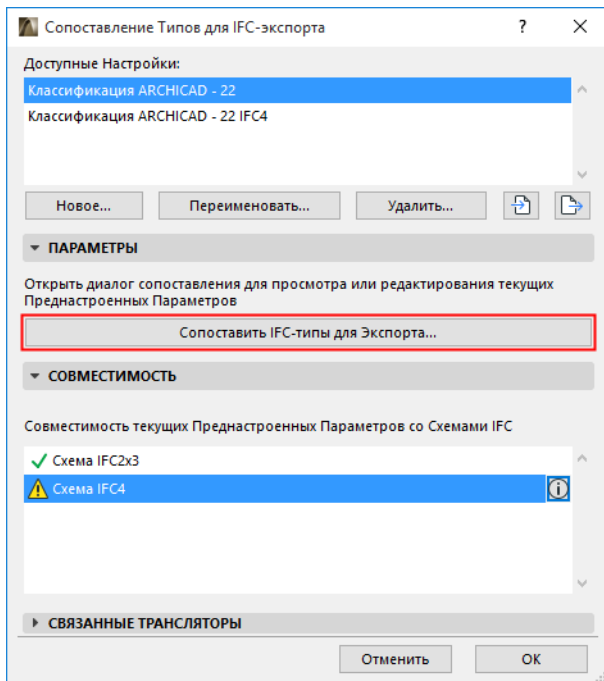 Сопоставление Типов для IFC-экспорта ?
Доступные Настройки:
Классификация ARCHICAD - 22
Классификация ARCHICAD - 22 IFC4
Новое... Переименовать... Удалить...
ПАРАМЕТРЫ
Открыть диалог сопоставления для просмотра или редактирования текущих
Преднастроенных Параметров
Сопоставить IFC-типы для Экспорта...
СОВМЕСТИМОСТЬ
Совместимость текущих Преднастроенных Параметров со Схемами IFC
Схема IFC2x3
Схема IFC4
СВЯЗАННЫЕ ТРАНСЛЯТОРЫ
Отменить OK